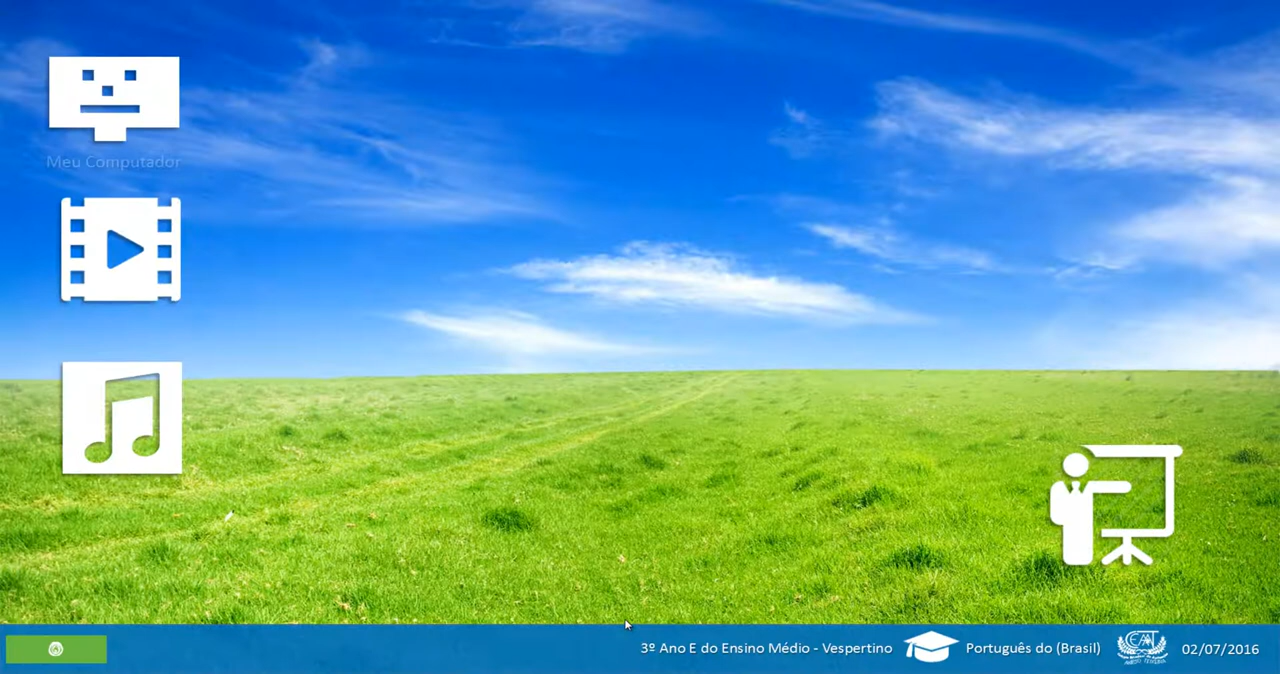 Meu Computador
3º Ano E do Ensino Médio - Vespertino
Português do (Brasil)
02/07/2016